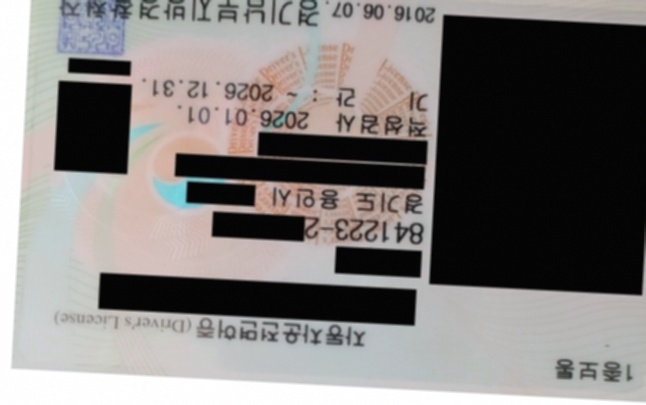 1종보통
자동차운전면허증 (Driver's License)
841223-2
경기도 용인시
적성검사 2026.01.01.
기 간 : ~ 2026.12.31.
2016.06.07. 경기남부지방경찰청장